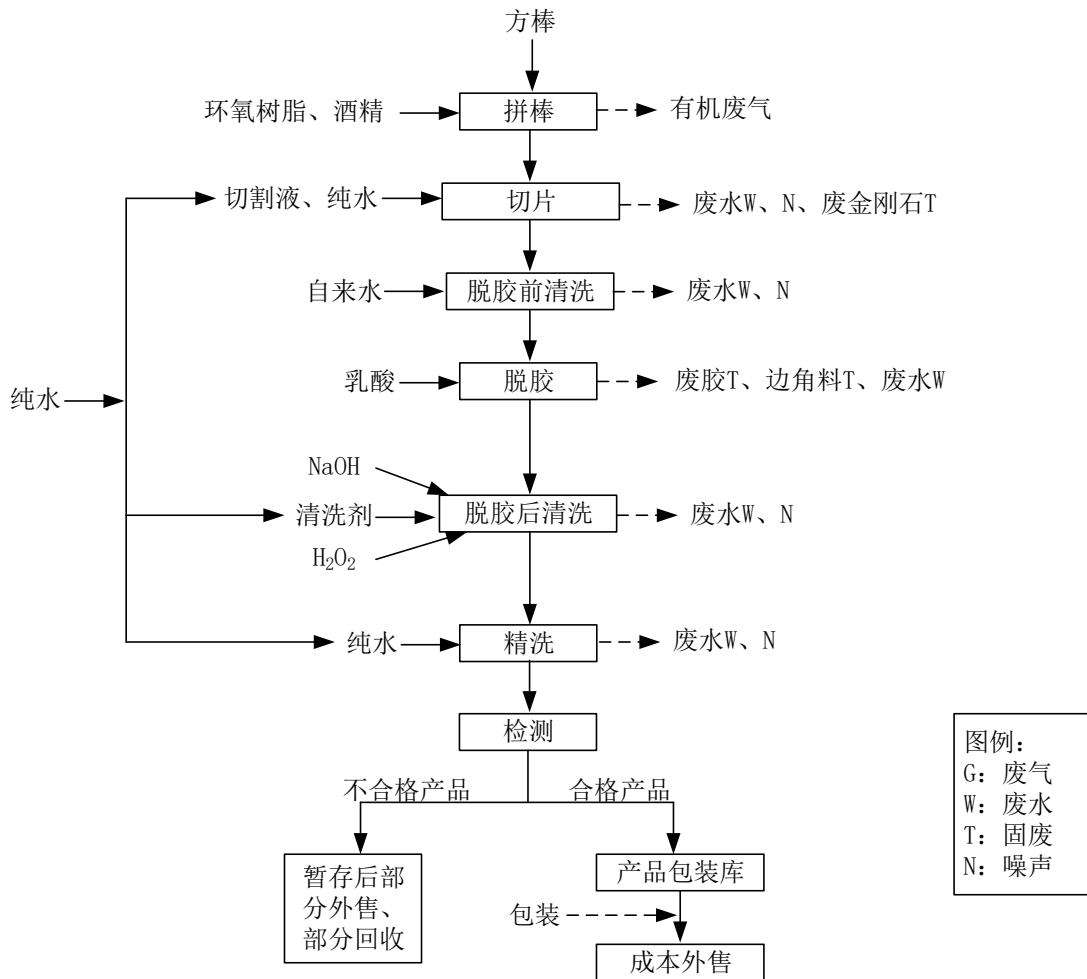 方棒
环氧树脂、酒精
拼棒
有机废气
切割液、纯水
切片
废水W、N、废金刚石T
自来水
脱胶前清洗
废水W、N
乳酸
脱胶
废胶T、边角料T、废水W
纯水
NaOH
清洗剂
脱胶后清洗
废水W、N
H₂O₂
纯水
精洗
废水W、N
检测
不合格产品
合格产品
暂存后部
分外售、
部分回收
产品包装库
包装
成本外售
图例：
G：废气
W：废水
T：固废
N：噪声